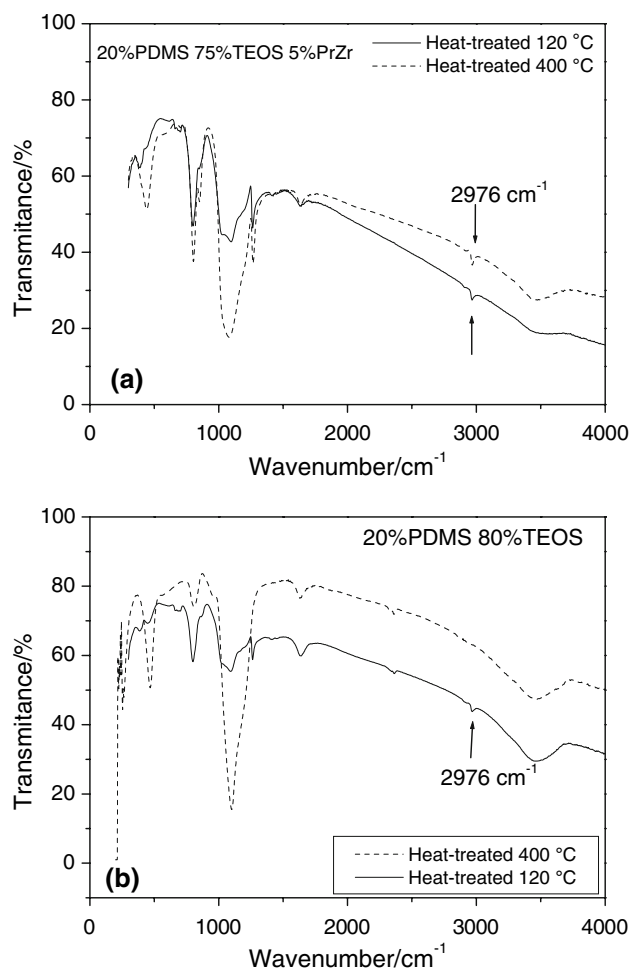 100
80
60
40
20
0
Transmitance/%
20%PDMS 75%TEOS 5%PrZr
Heat-treated 120 °C
Heat-treated 400 °C
2976 cm⁻¹
(a)
0 1000 2000 3000 4000
Wavenumber/cm⁻¹
100
80
60
40
20
0
Transmitance/%
20%PDMS 80%TEOS
2976 cm⁻¹
Heat-treated 400 °C
Heat-treated 120 °C
(b)
0 1000 2000 3000 4000
Wavenumber/cm⁻¹